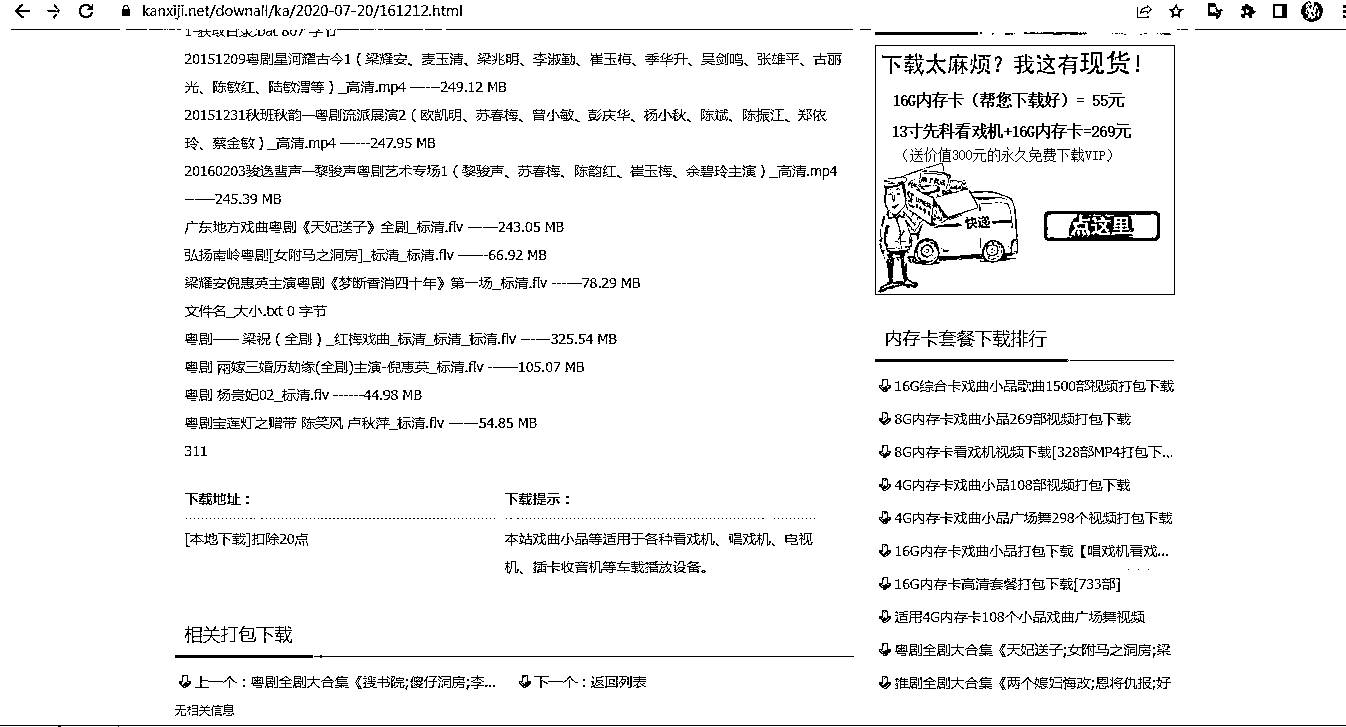 kanxiji.net/downall/ka/2020-07-20/161212.html
1-获取目录.bat 807 字节
20151209粤剧星河耀古今1（梁耀安、麦玉清、梁兆明、李淑勤、崔玉梅、季华升、吴剑鸣、张雄平、古丽
光、陈敏红、陆敏渭等）_高清.mp4 ------249.12 MB
20151231秋班秋韵—粤剧流派展演2（欧凯明、苏春梅、曾小敏、彭庆华、杨小秋、陈斌、陈振江、郑依
玲、蔡金敏）_高清.mp4 ------247.95 MB
20160203骏逸蜚声—黎骏声粤剧艺术专场1（黎骏声、苏春梅、陈韵红、崔玉梅、余碧玲主演）_高清.mp4
------245.39 MB
广东地方戏曲粤剧《天妃送子》全剧_标清.flv ------243.05 MB
弘扬南岭粤剧[女附马之洞房]_标清_标清.flv ------66.92 MB
梁耀安倪惠英主演粤剧《梦断香消四十年》第一场_标清.flv ------78.29 MB
文件名_大小.txt 0 字节
粤剧—— 梁祝（全剧）_红梅戏曲_标清_标清_标清.flv ------325.54 MB
粤剧 兩嫁三婚历劫缘(全剧)主演-倪惠英_标清.flv ------105.07 MB
粤剧 杨贵妃02_标清.flv ------44.98 MB
粤剧宝莲灯之赠带 陈笑风 卢秋萍_标清.flv ------54.85 MB
311
下载地址：
[本地下载]扣除20点
下载提示：
本站戏曲小品等适用于各种看戏机、唱戏机、电视
机、插卡收音机等车载播放设备。
相关打包下载
上一个：粤剧全剧大合集《搜书院;傻仔洞房;李...
下一个：返回列表
无相关信息
下载太麻烦？我这有现货！
16G内存卡（帮您下载好）= 55元
13寸先科看戏机+16G内存卡=269元
（送价值300元的永久免费下载VIP）
快递
点这里
内存卡套餐下载排行
16G综合卡戏曲小品歌曲1500部视频打包下载
8G内存卡戏曲小品269部视频打包下载
8G内存卡看戏机视频下载[328部MP4打包下...
4G内存卡戏曲小品108部视频打包下载
4G内存卡戏曲小品广场舞298个视频打包下载
16G内存卡戏曲小品打包下载【唱戏机看戏...
16G内存卡高清套餐打包下载[733部]
适用4G内存卡108个小品戏曲广场舞视频
粤剧全剧大合集《天妃送子;女附马之洞房;梁
淮剧全剧大合集《两个媳妇悔改;恩将仇报;好